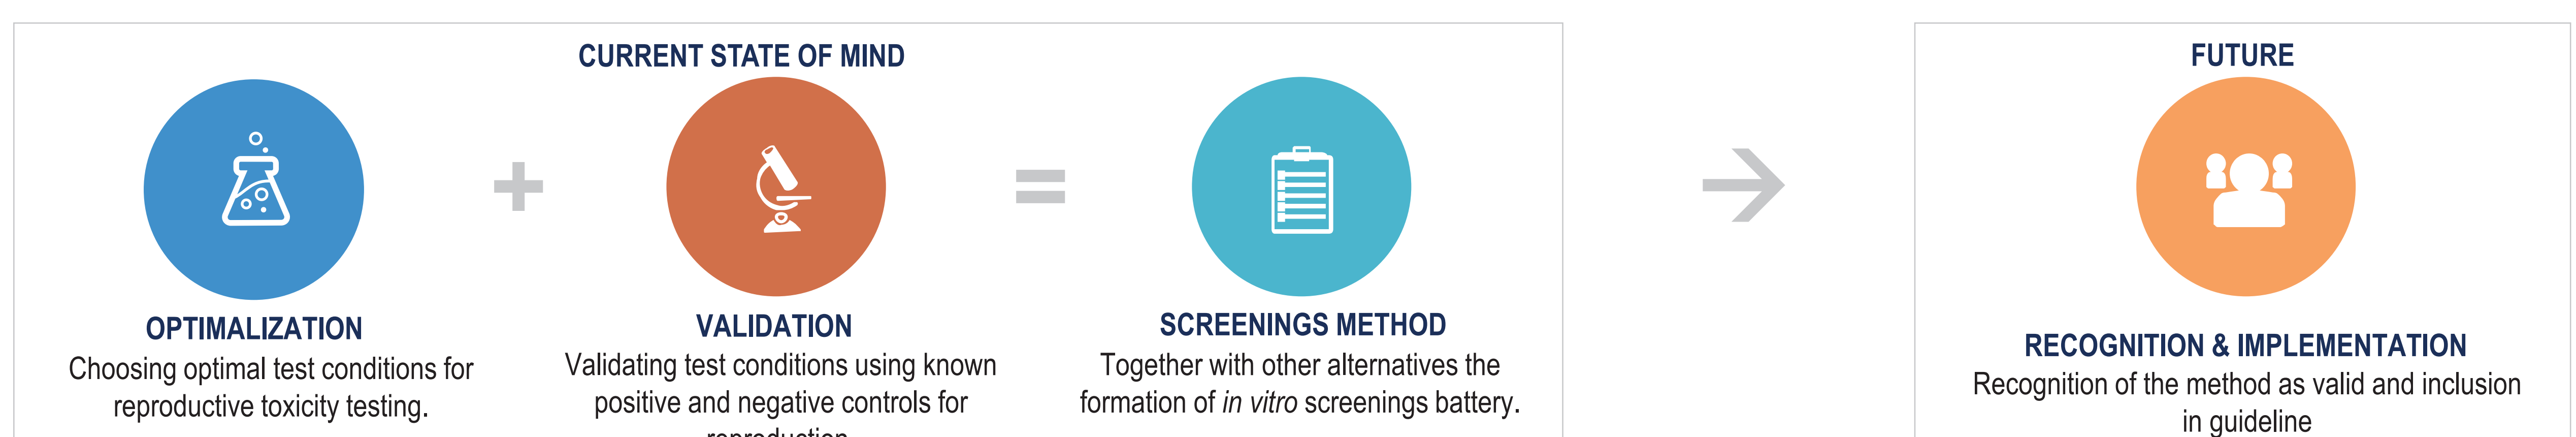 CURRENT STATE OF MIND
OPTIMALIZATION
Choosing optimal test conditions for
reproductive toxicity testing.
+
VALIDATION
Validating test conditions using known
positive and negative controls for
reproduction
=
SCREENINGS METHOD
Together with other alternatives the
formation of in vitro screenings battery.
FUTURE
RECOGNITION & IMPLEMENTATION
Recognition of the method as valid and inclusion
in guideline